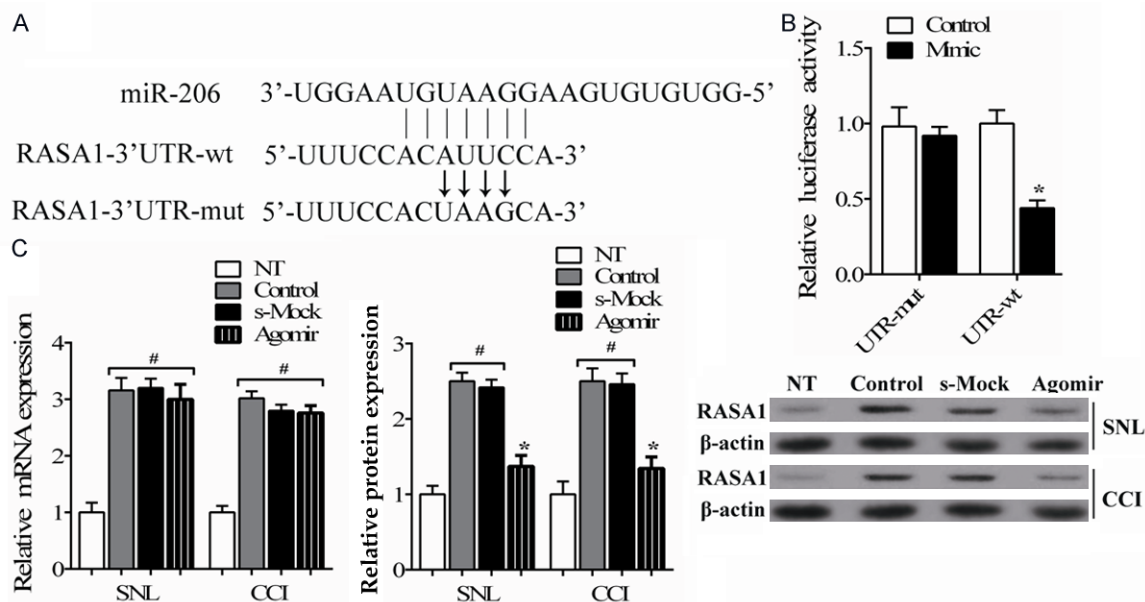 A
miR-206 3’-UGGAAUGUAAGGAAGUGUGUGG-5’
RASA1-3’UTR-wt 5’-UUUCCACAUUCCA-3’
RASA1-3’UTR-mut 5’-UUUCCACUAAGCA-3’
B
Control
Mimic
Relative luciferase activity
1.5
1.0
0.5
0.0
*
UTR-mut
UTR-wt
C
NT
Control
s-Mock
Agomir
Relative mRNA expression
4
3
2
1
0
#
#
SNL
CCI
NT
Control
s-Mock
Agomir
Relative protein expression
3
2
1
0
#
#
*
*
SNL
CCI
NT Control s-Mock Agomir
RASA1
β-actin
SNL
RASA1
β-actin
CCI